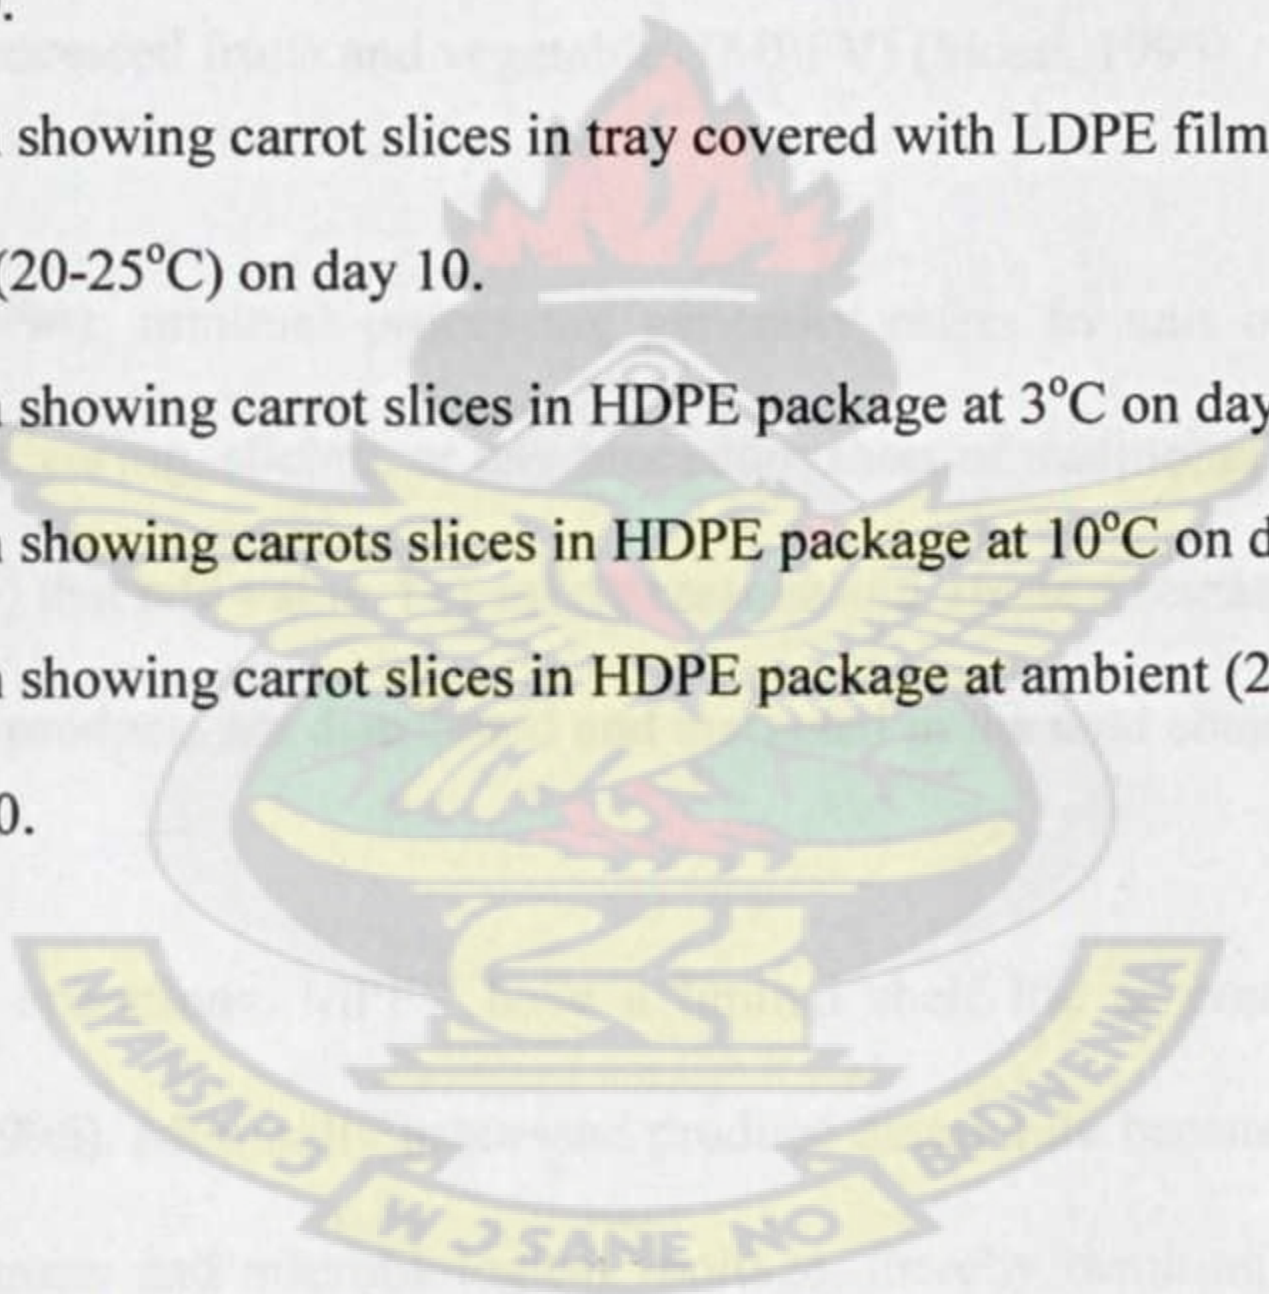 showing carrot slices in tray covered with LDPE film
(20-25°C) on day 10.
showing carrot slices in HDPE package at 3°C on day
showing carrots slices in HDPE package at 10°C on d
showing carrot slices in HDPE package at ambient (2
0.
NYANSAPƆ
WƆ SANE NO
BADWENMA